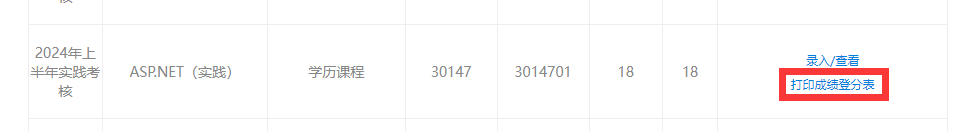 核
2024年上
半年实践考
核
ASP.NET（实践）
学历课程
30147
3014701
18
18
录入/查看
打印成绩登分表